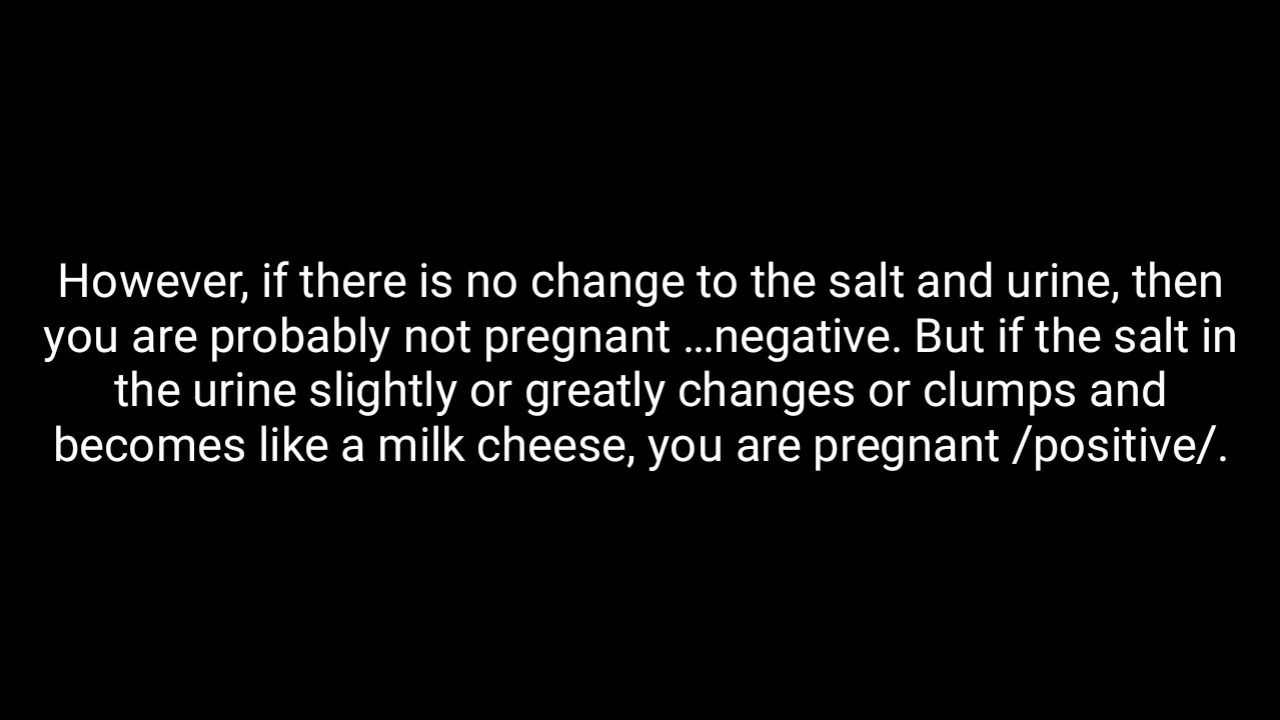 However, if there is no change to the salt and urine, then
you are probably not pregnant …negative. But if the salt in
the urine slightly or greatly changes or clumps and
becomes like a milk cheese, you are pregnant /positive/.